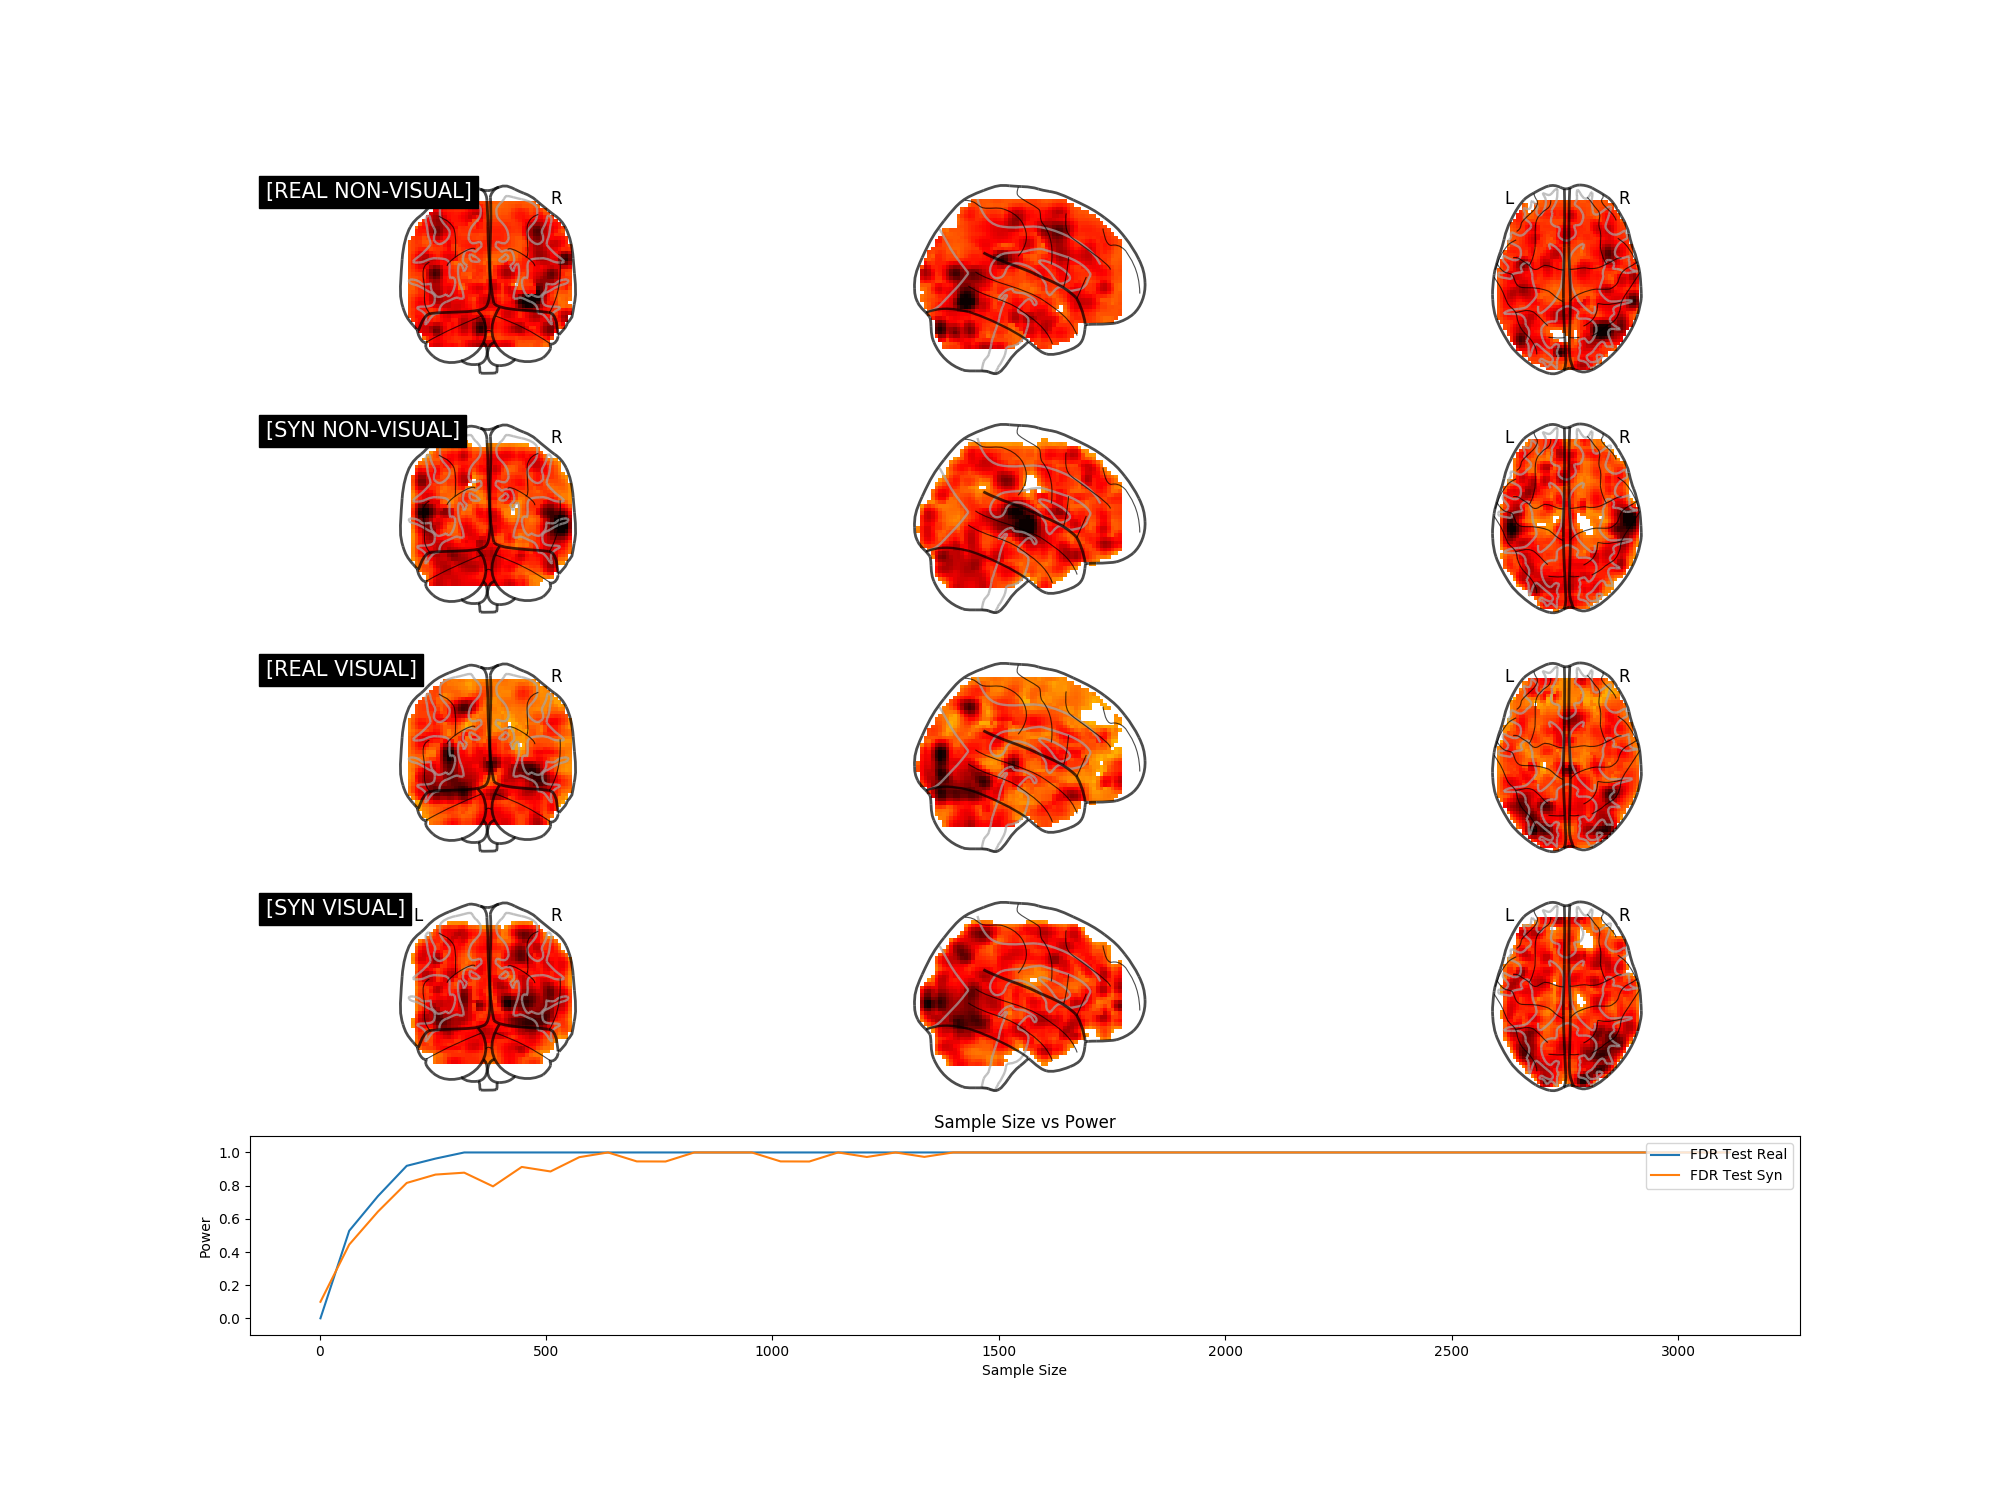 [REAL NON-VISUAL]
R
L
R
[SYN NON-VISUAL]
R
L
R
[REAL VISUAL]
R
L
R
[SYN VISUAL]
L
R
L
R
Sample Size vs Power
1.0
0.8
0.6
0.4
0.2
0.0
Power
FDR Test Real
FDR Test Syn
0
500
1000
1500
2000
2500
3000
Sample Size